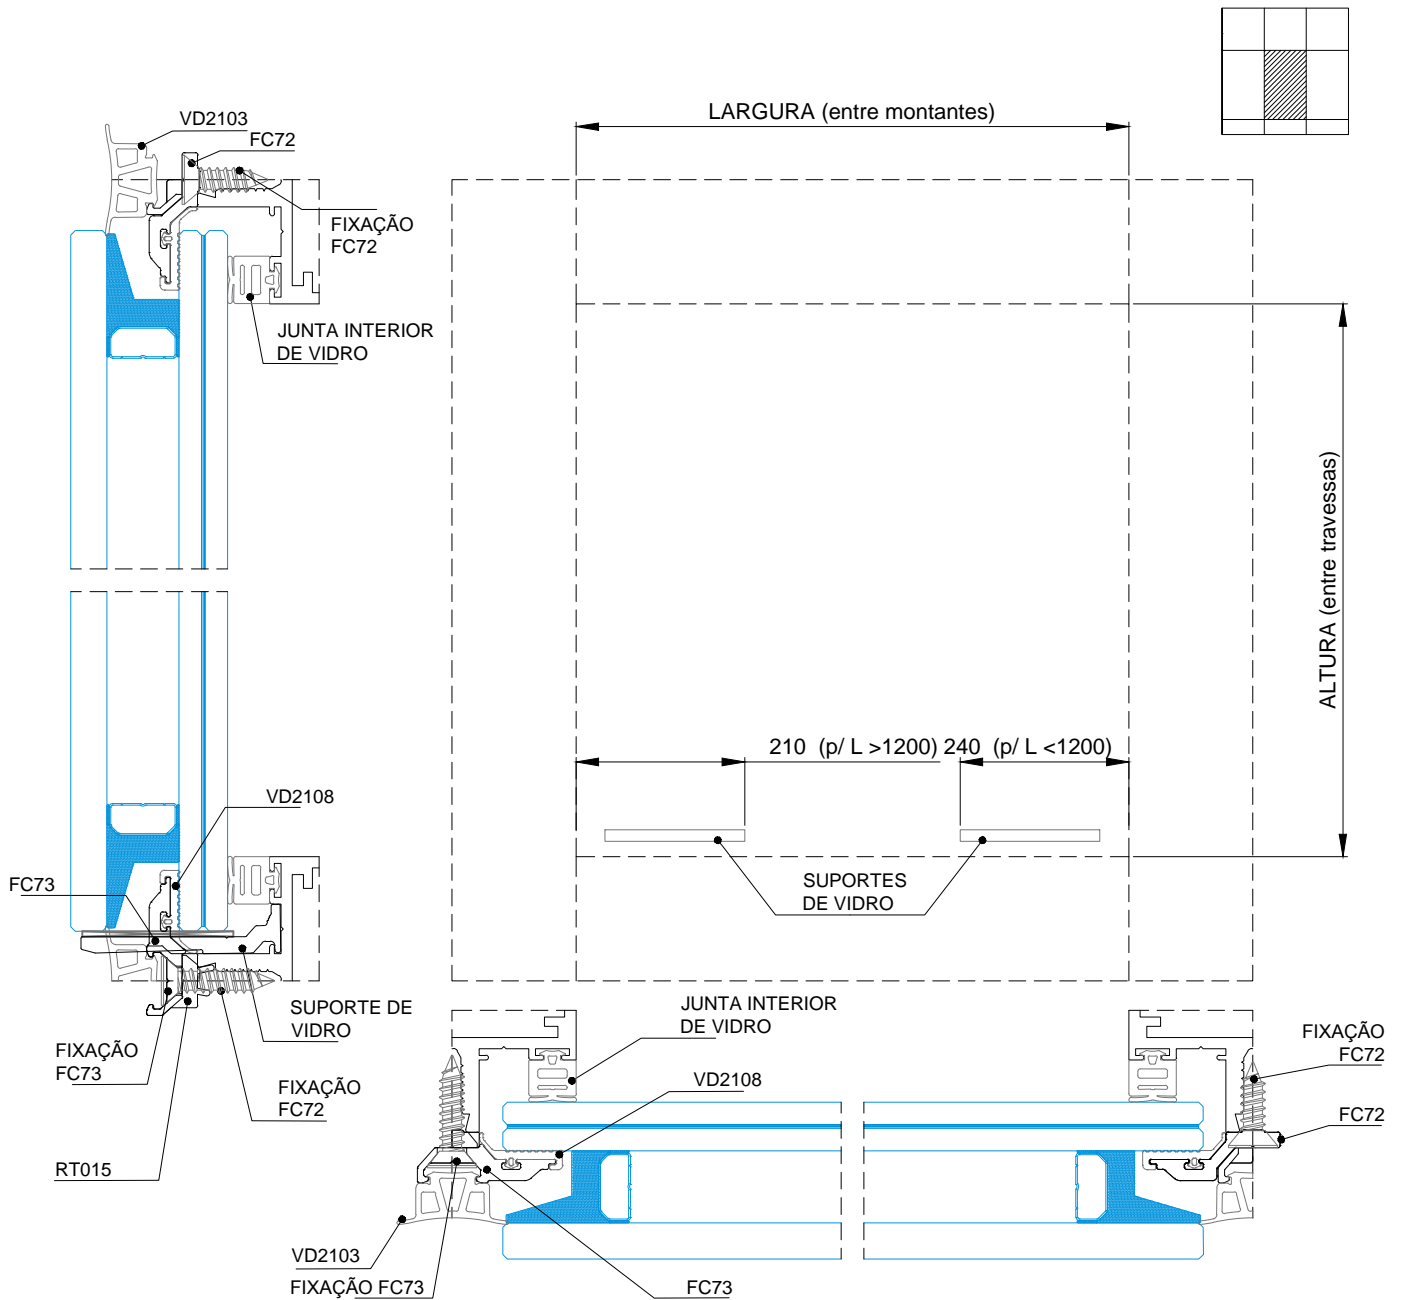 LARGURA (entre montantes)
VD2103
FC72
FIXAÇÃO
FC72
JUNTA INTERIOR
DE VIDRO
ALTURA (entre travessas)
210 (p/ L >1200) 240 (p/ L <1200)
VD2108
FC73
SUPORTES
DE VIDRO
SUPORTE DE
VIDRO
FIXAÇÃO
FC73
FIXAÇÃO
FC72
RT015
JUNTA INTERIOR
DE VIDRO
VD2108
FIXAÇÃO
FC72
FC72
VD2103
FIXAÇÃO FC73
FC73